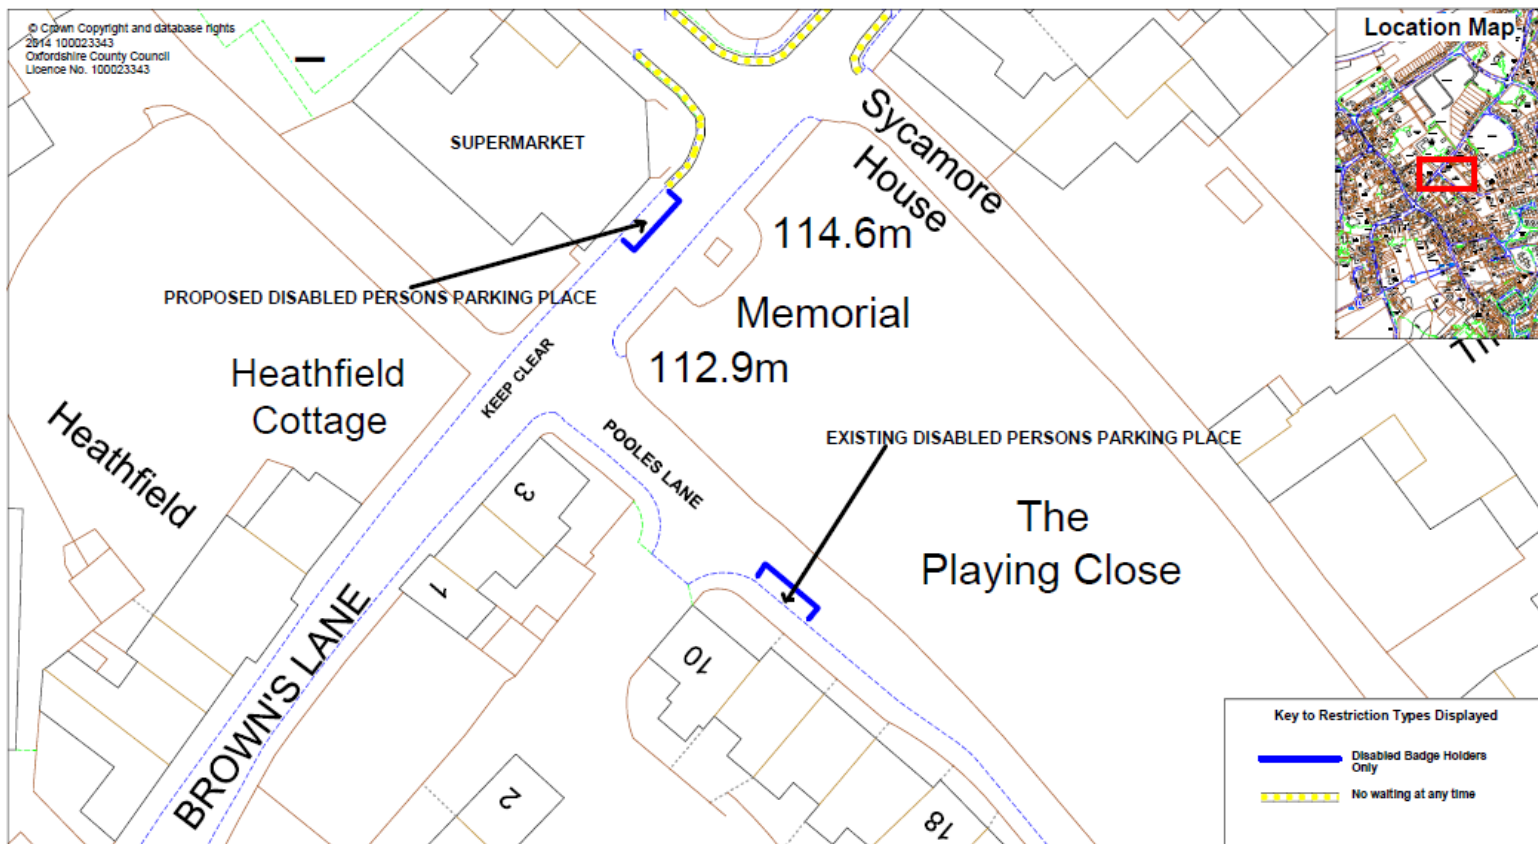 © Crown Copyright and database rights
2014 100023343
Oxfordshire County Council
Licence No. 100023343
Location Map
SUPERMARKET
Sycamore
House
114.6m
PROPOSED DISABLED PERSONS PARKING PLACE
Memorial
KEEP CLEAR
112.9m
Heathfield
Cottage
Heathfield
POOLES LANE
EXISTING DISABLED PERSONS PARKING PLACE
3
The
Playing Close
1
BROWN'S LANE
10
2
18
Key to Restriction Types Displayed
Disabled Badge Holders
Only
No waiting at any time